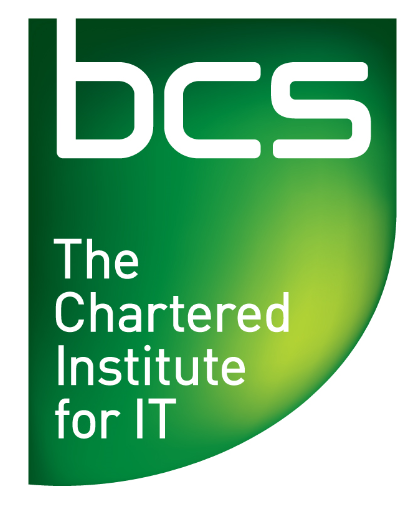 bcs
The
Chartered
Institute
for IT